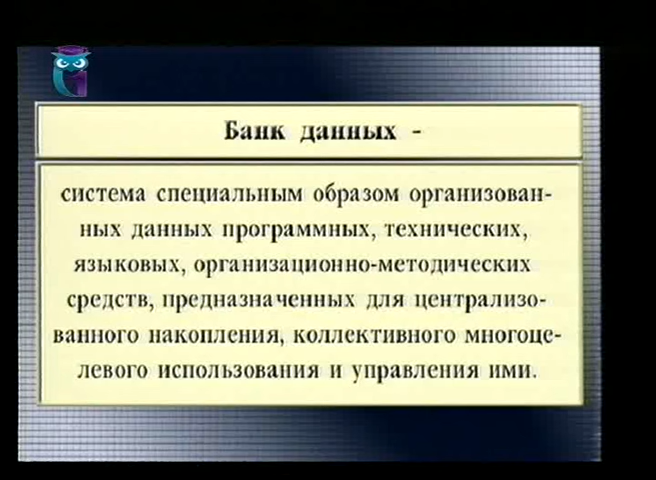 Банк данных -
система специальным образом организован-
ных данных программных, технических,
языковых, организационно-методических
средств, предназначенных для централизо-
ванного накопления, коллективного многоце-
левого использования и управления ими.